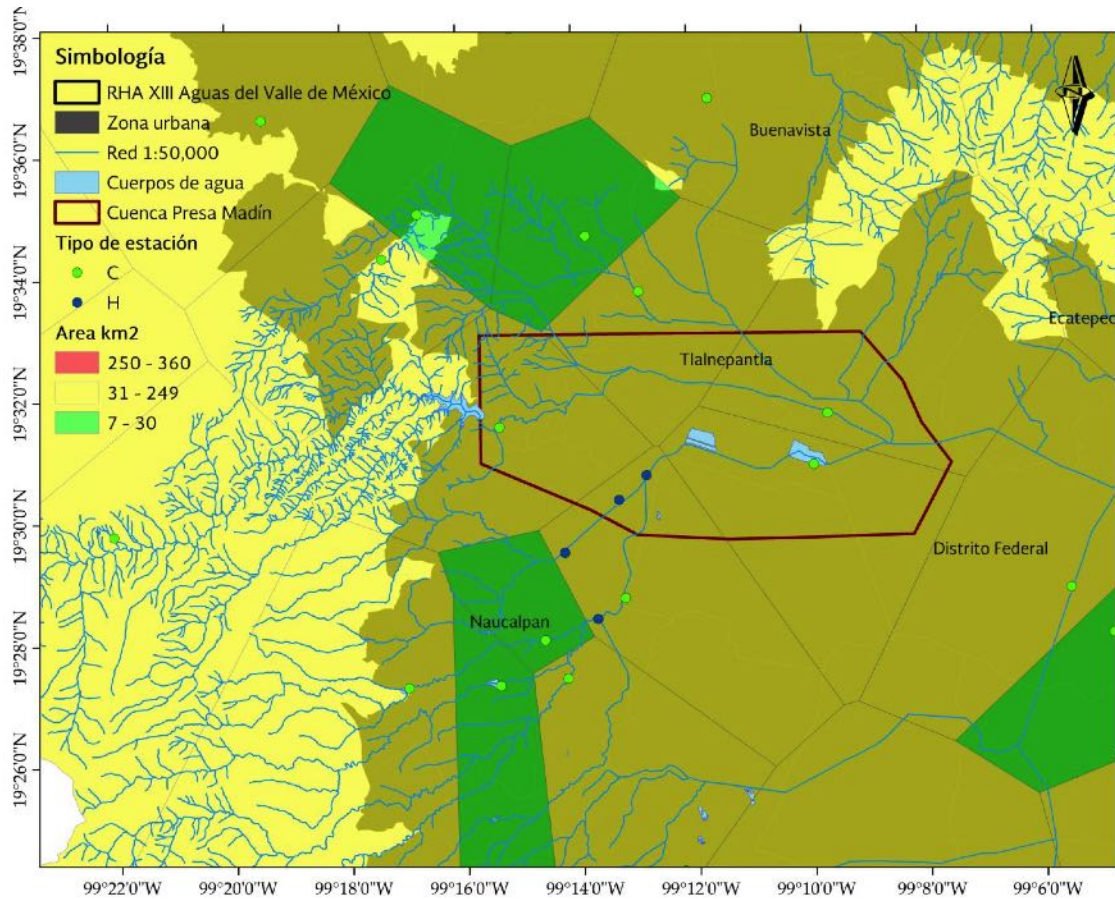 Simbología
RHA XIII Aguas del Valle de México
Zona urbana
Red 1:50,000
Cuerpos de agua
Cuenca Presa Madín
Tipo de estación
C
H
Area km2
250 - 360
31 - 249
7 - 30
Buenavista
Ecatepec
Tlalnepantla
Distrito Federal
Naucalpan
19°38'0"N
19°36'0"N
19°34'0"N
19°32'0"N
19°30'0"N
19°28'0"N
19°26'0"N
99°22'0"W
99°20'0"W
99°18'0"W
99°16'0"W
99°14'0"W
99°12'0"W
99°10'0"W
99°8'0"W
99°6'0"W